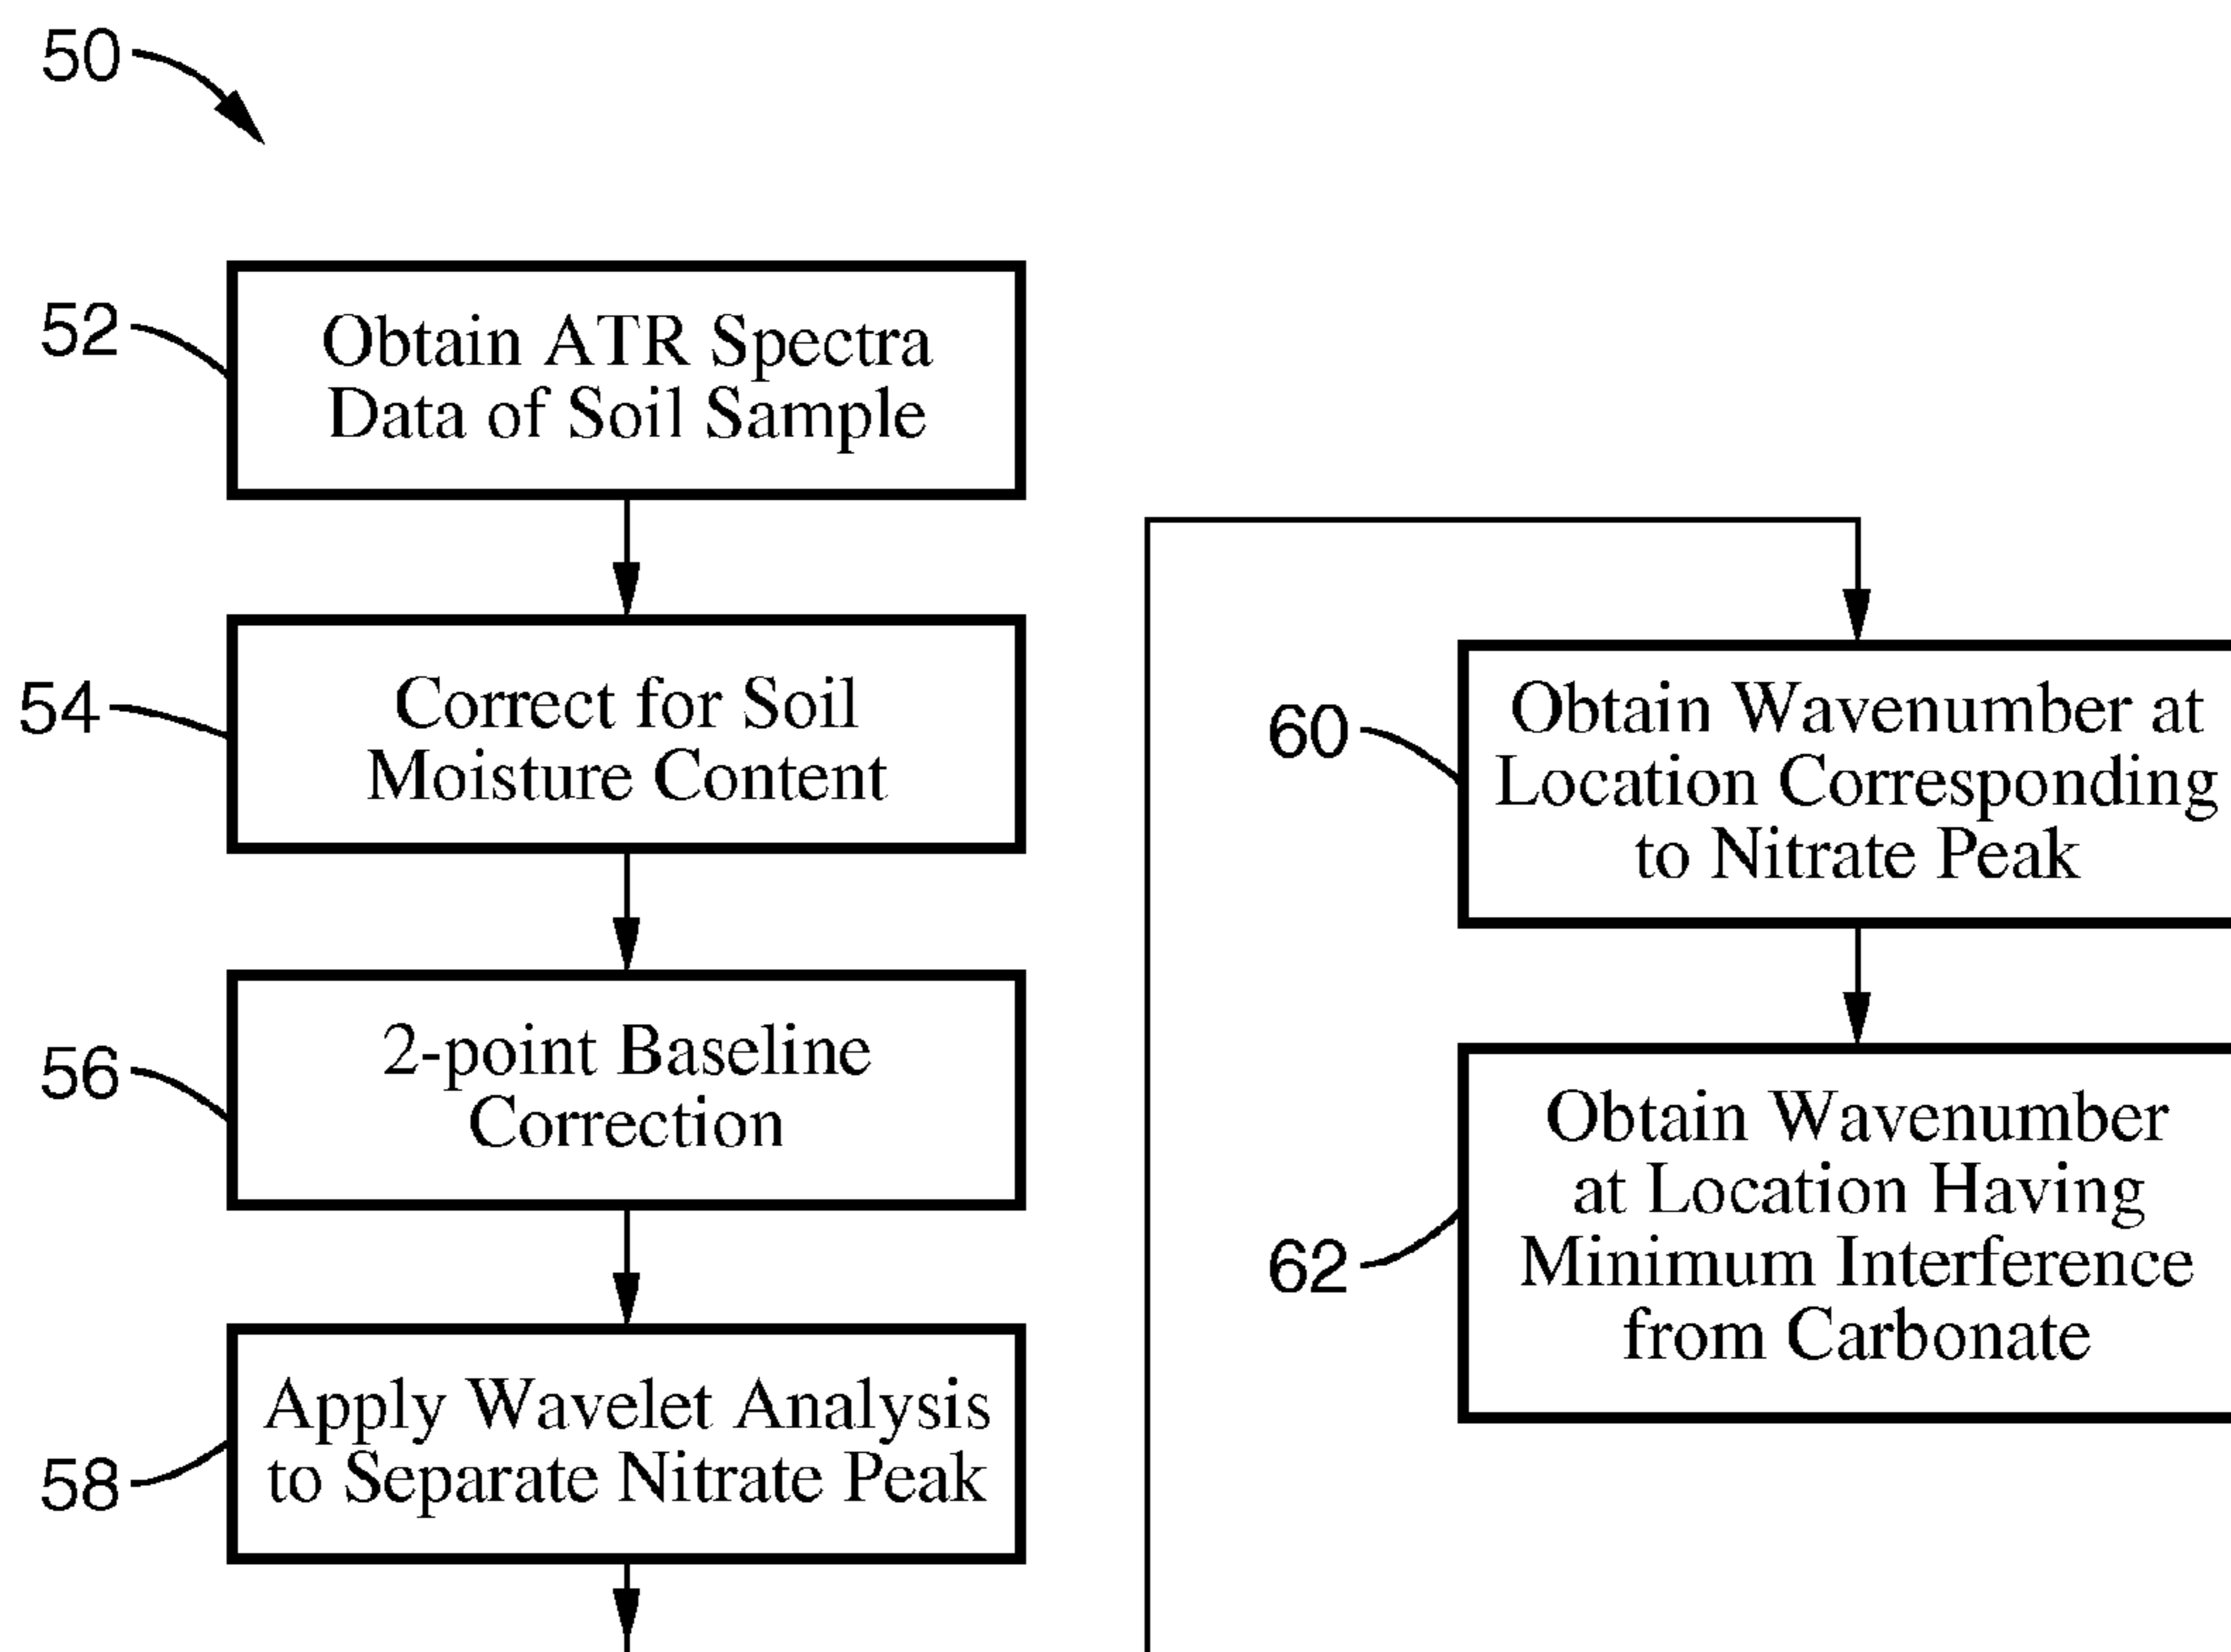 50
52
Obtain ATR Spectra
Data of Soil Sample
54
Correct for Soil
Moisture Content
56
2-point Baseline
Correction
58
Apply Wavelet Analysis
to Separate Nitrate Peak
60
Obtain Wavenumber at
Location Corresponding
to Nitrate Peak
62
Obtain Wavenumber
at Location Having
Minimum Interference
from Carbonate